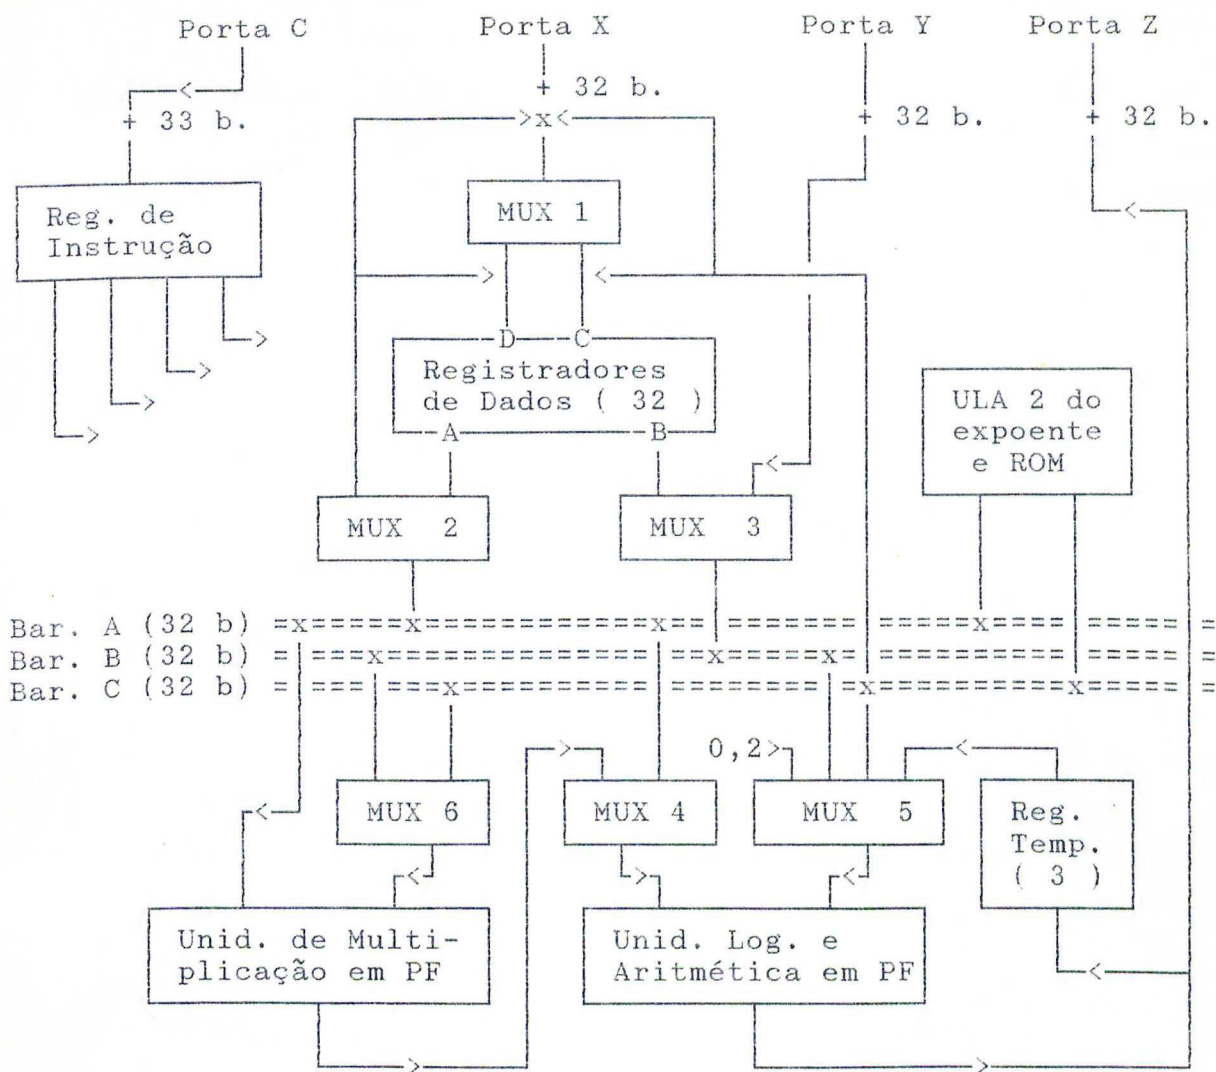 Porta C
Porta X
Porta Y
Porta Z
+ 33 b.
+ 32 b.
+ 32 b.
+ 32 b.
>x<
MUX 1
Reg. de
Instrução
D
C
Registradores
de Dados ( 32 )
A
B
ULA 2 do
expoente
e ROM
MUX 2
MUX 3
Bar. A (32 b) =x=====x============x== =============x===== =
Bar. B (32 b) = ===x=================x=====x= =========== ===== =
Bar. C (32 b) = ==== ===x================== =x==========x===== =
0,2>
MUX 6
MUX 4
MUX 5
Reg.
Temp.
( 3 )
Unid. de Multi-
plicação em PF
Unid. Log. e
Aritmética em PF